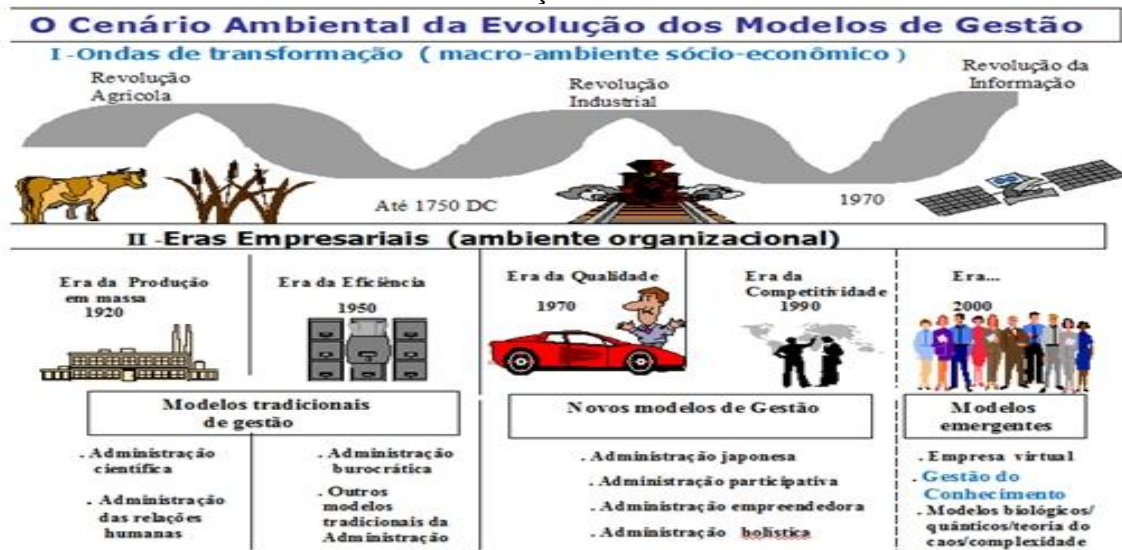 O Cenário Ambiental da Evolução dos Modelos de Gestão
I -Ondas de transformação ( macro-ambiente sócio-econômico )
Revolução
Agricola
Revolução
Industrial
Revolução da
Informação
Até 1750 DC
1970
II -Eras Empresariais (ambiente organizacional)
Era da Produção
em massa
1920
Era da Eficiência
1950
Era da Qualidade
1970
Era da
Competitividade
1990
Era...
2000
Modelos tradicionais
de gestão
Novos modelos de Gestão
Modelos
emergentes
. Administração
científica
. Administração
das relações
humanas
. Administração
burocrática
. Outros
modelos
tradicionais da
Administração
. Administração japonesa
. Administração participativa
. Administração empreendedora
. Administração holística
. Empresa virtual
. Gestão do
Conhecimento
. Modelos biológicos/
quânticos/teoria do
caos/complexidade